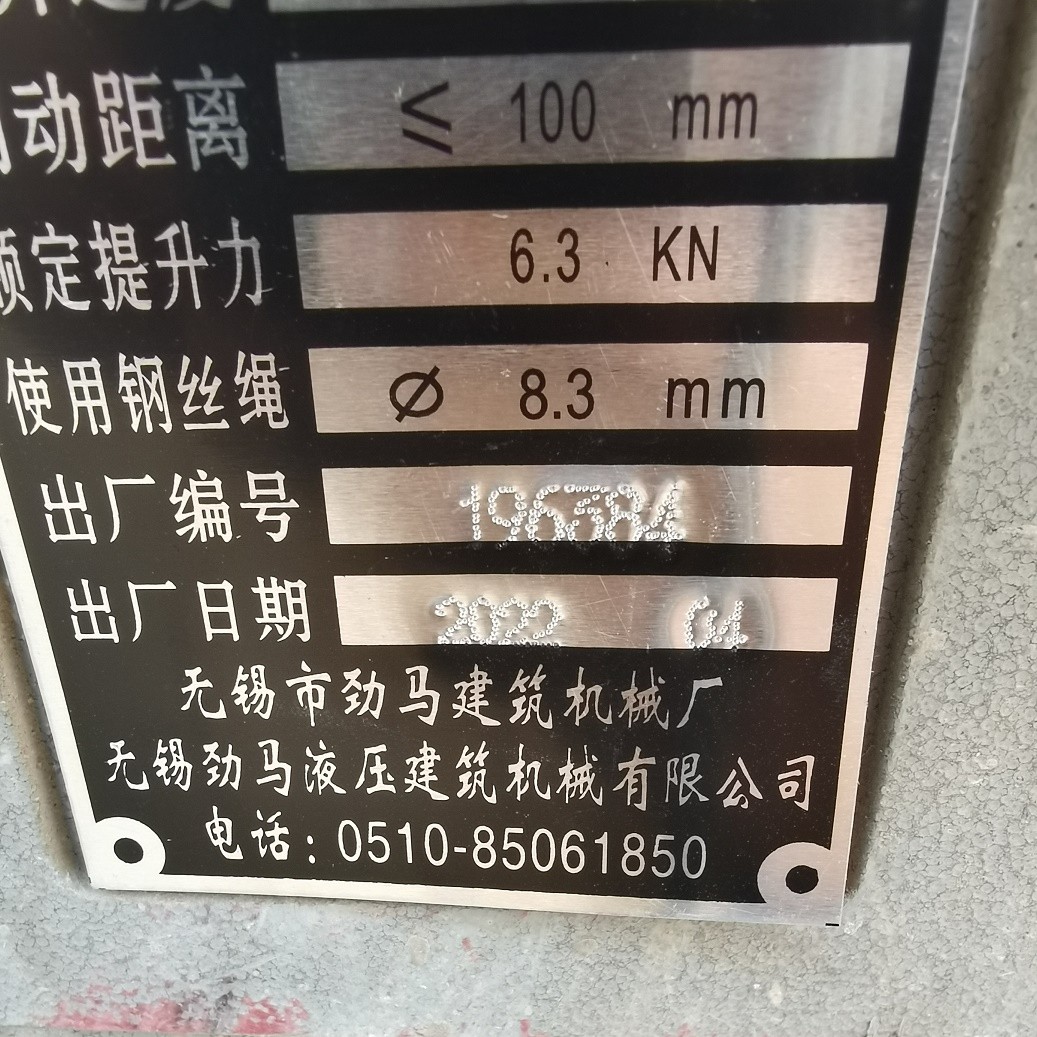 动距离 ≤ 100 mm
额定提升力 6.3 KN
使用钢丝绳 Ø 8.3 mm
出厂编号 196384
出厂日期 2022 04
无锡市劲马建筑机械厂
无锡劲马液压建筑机械有限公司
电话：0510-85061850